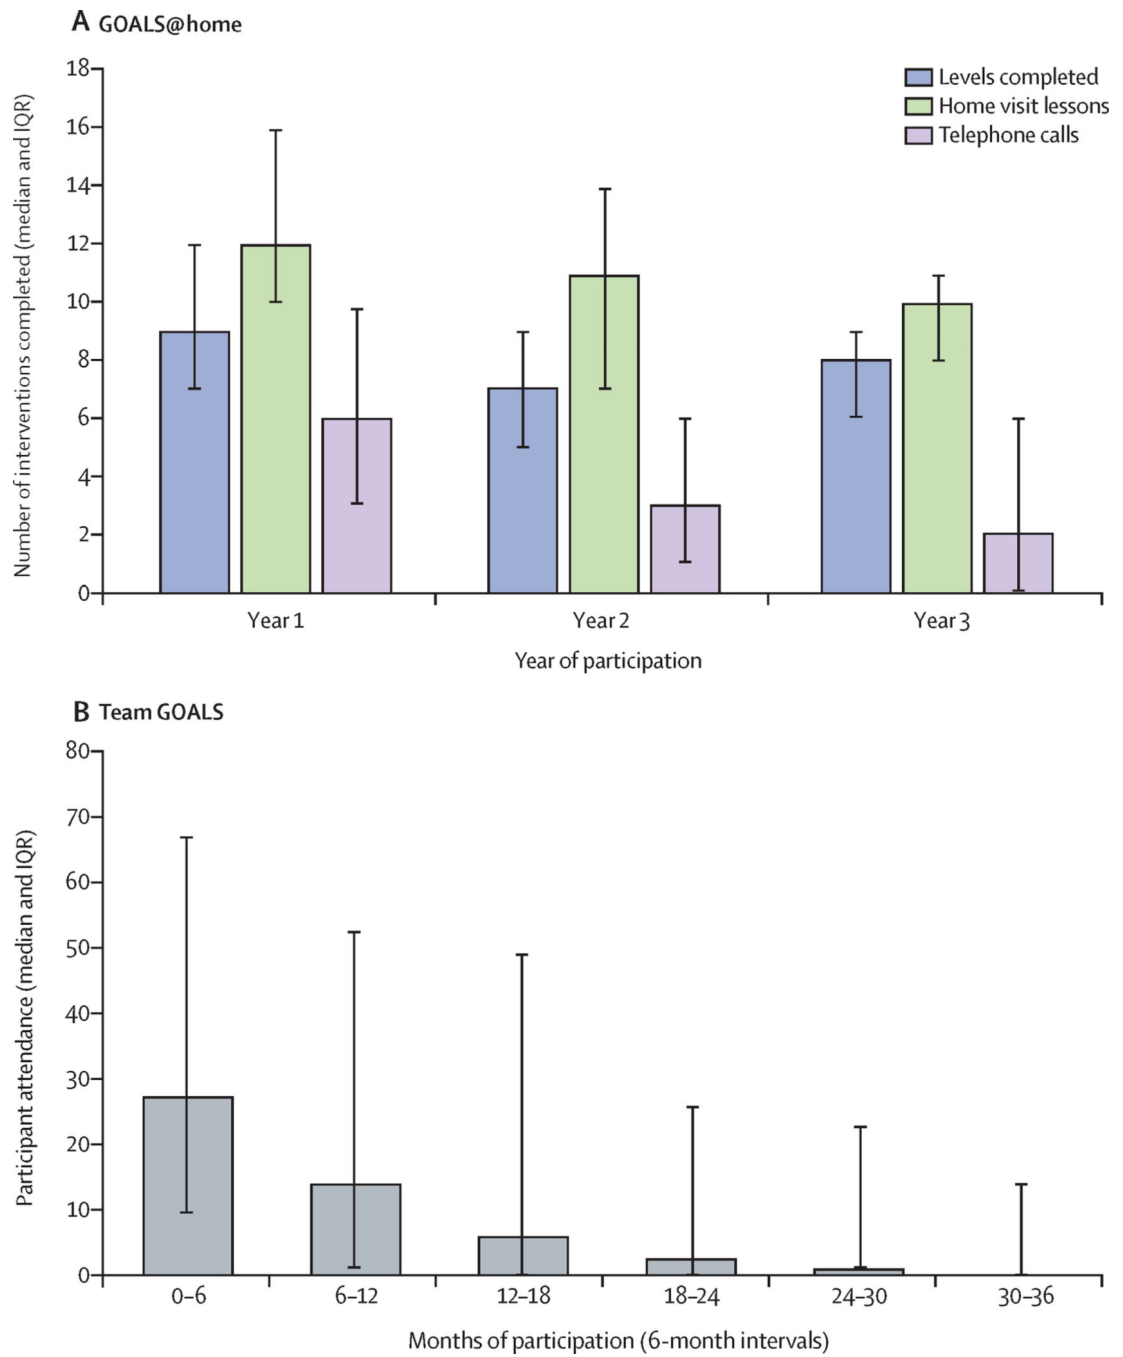 A GOALS@home
Number of interventions completed (median and IQR)
18
16
14
12
10
8
6
4
2
0
Levels completed
Home visit lessons
Telephone calls
Year 1
Year 2
Year 3
Year of participation
B Team GOALS
Participant attendance (median and IQR)
80
70
60
50
40
30
20
10
0
0–6
6–12
12–18
18–24
24–30
30–36
Months of participation (6-month intervals)